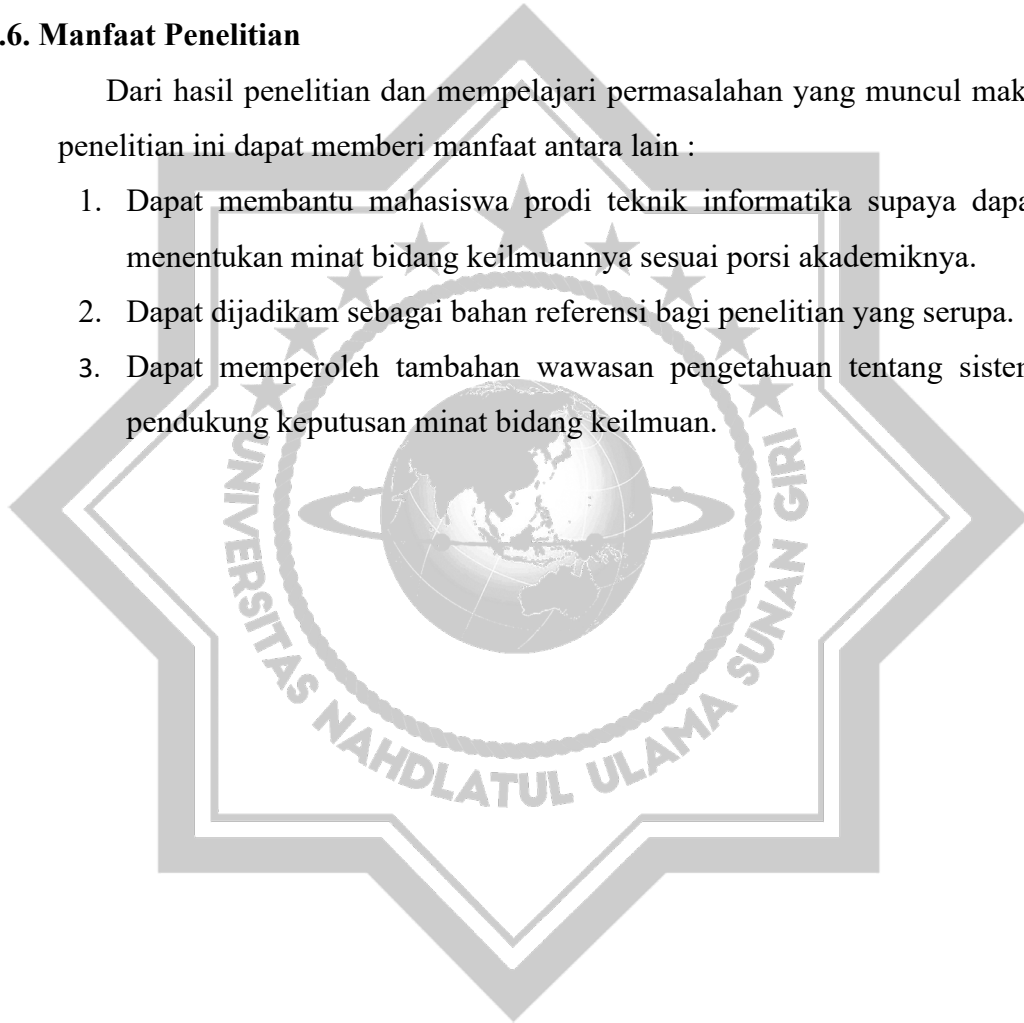 .6. Manfaat Penelitian
Dari hasil penelitian dan mempelajari permasalahan yang muncul mak
penelitian ini dapat memberi manfaat antara lain :
1. Dapat membantu mahasiswa prodi teknik informatika supaya dapa
menentukan minat bidang keilmuannya sesuai porsi akademiknya.
2. Dapat dijadikam sebagai bahan referensi bagi penelitian yang serupa.
3. Dapat memperoleh tambahan wawasan pengetahuan tentang sistem
pendukung keputusan minat bidang keilmuan.
UNIVERSITAS NAHDLATUL ULAMA SUNAN GIRI